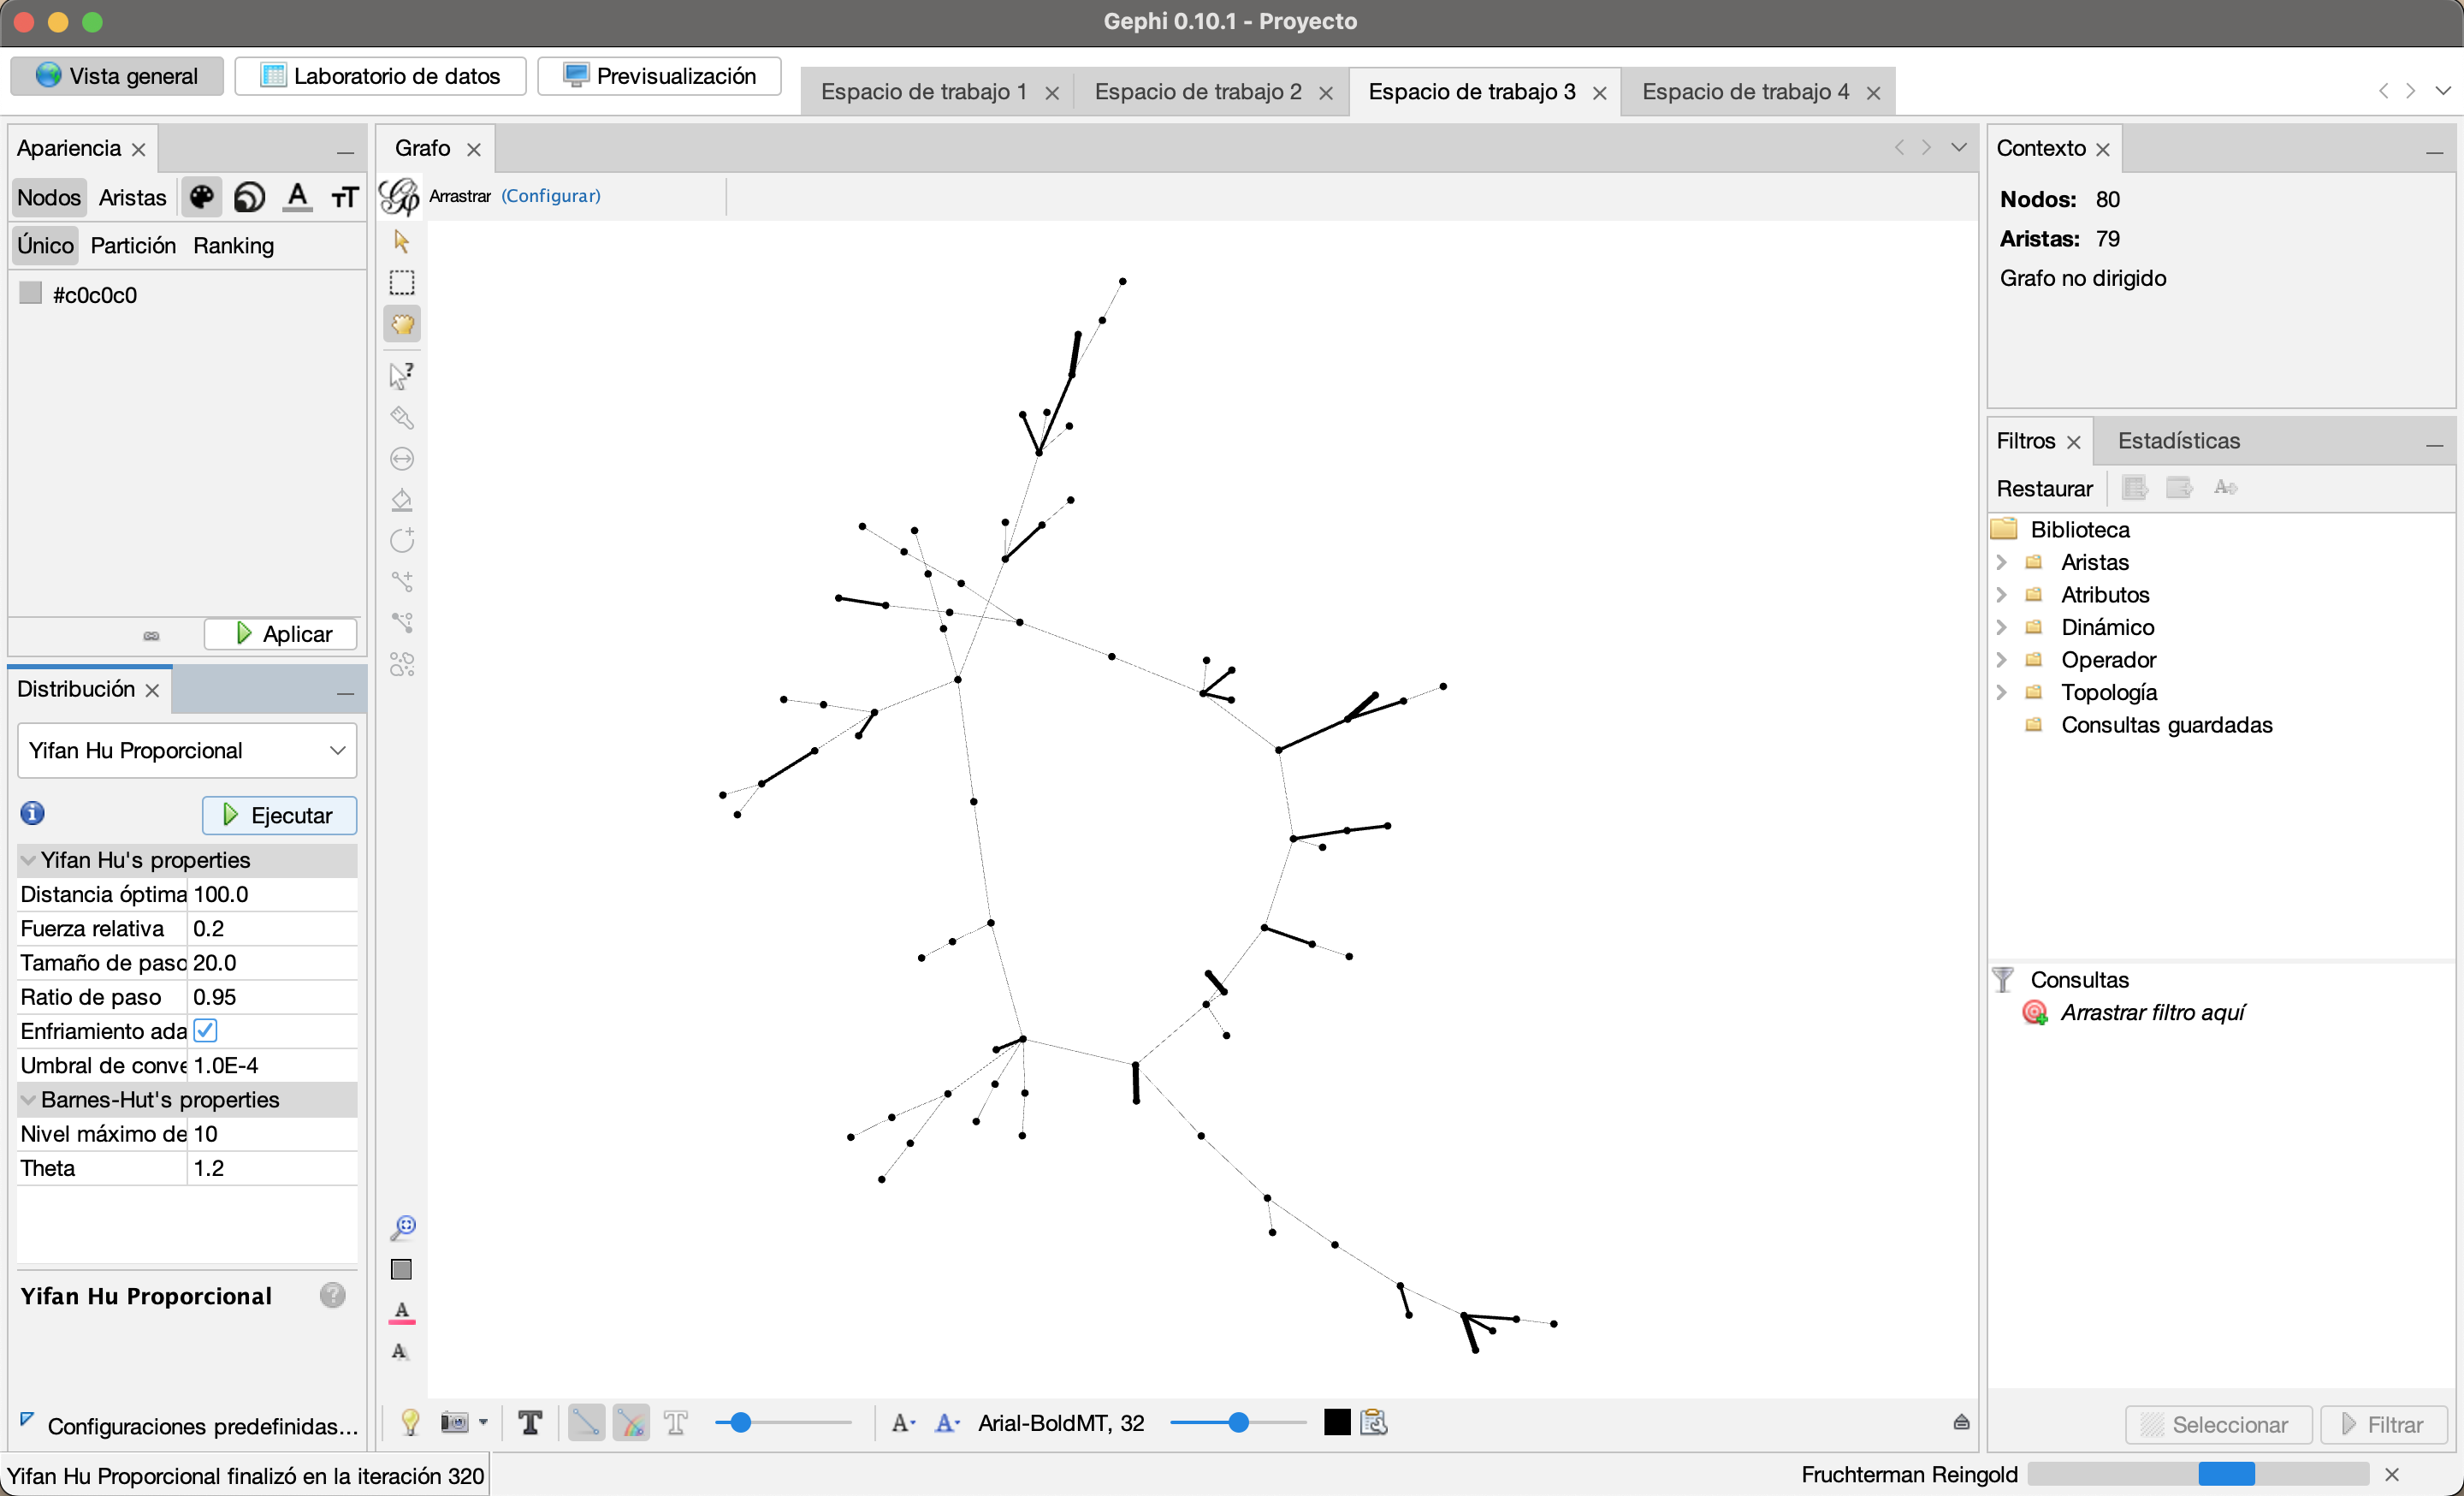 Gephi 0.10.1 - Proyecto
Vista general
Laboratorio de datos
Previsualización
Espacio de trabajo 1
Espacio de trabajo 2
Espacio de trabajo 3
Espacio de trabajo 4
Apariencia
Nodos
Aristas
Único
Partición
Ranking
#c0c0c0
Aplicar
Distribución
Yifan Hu Proporcional
Ejecutar
Yifan Hu's properties
Distancia óptima 100.0
Fuerza relativa 0.2
Tamaño de paso 20.0
Ratio de paso 0.95
Enfriamiento ada
Umbral de conve 1.0E-4
Barnes-Hut's properties
Nivel máximo de 10
Theta 1.2
Yifan Hu Proporcional
Configuraciones predefinidas...
Yifan Hu Proporcional finalizó en la iteración 320
Grafo
Arrastrar (Configurar)
Arial-BoldMT, 32
Contexto
Nodos: 80
Aristas: 79
Grafo no dirigido
Filtros
Estadísticas
Restaurar
Biblioteca
Aristas
Atributos
Dinámico
Operador
Topología
Consultas guardadas
Consultas
Arrastrar filtro aquí
Seleccionar
Filtrar
Fruchterman Reingold